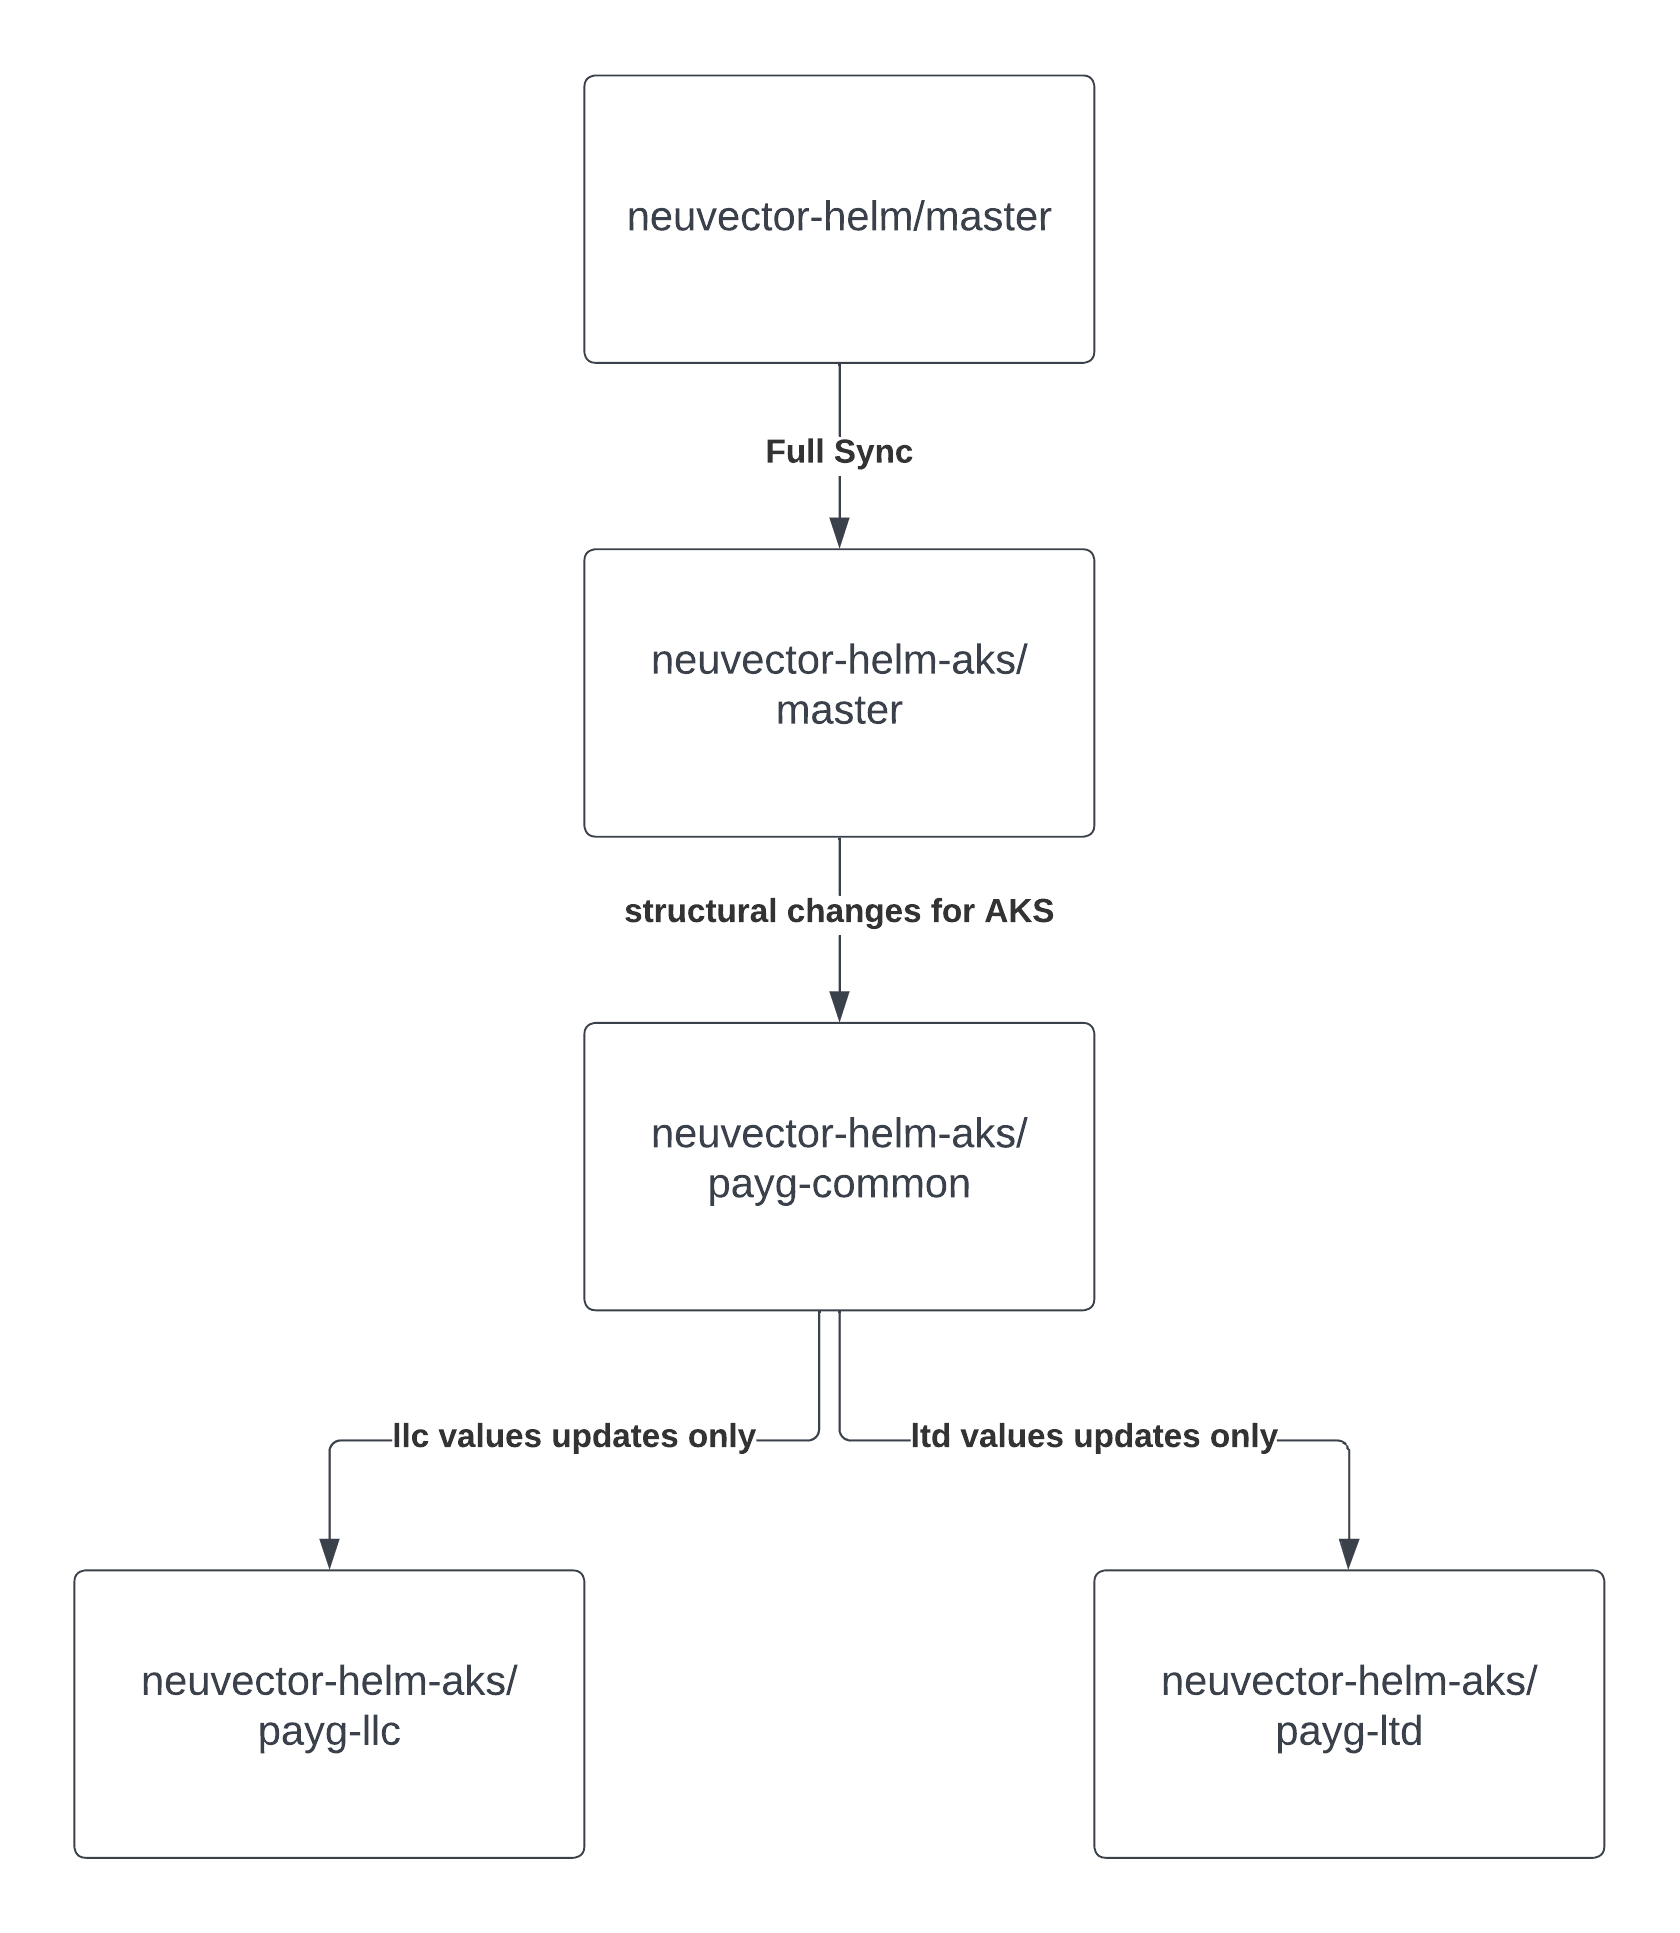 neuvector-helm/master
Full Sync
neuvector-helm-aks/
master
structural changes for AKS
neuvector-helm-aks/
payg-common
llc values updates only
ltd values updates only
neuvector-helm-aks/
payg-llc
neuvector-helm-aks/
payg-ltd